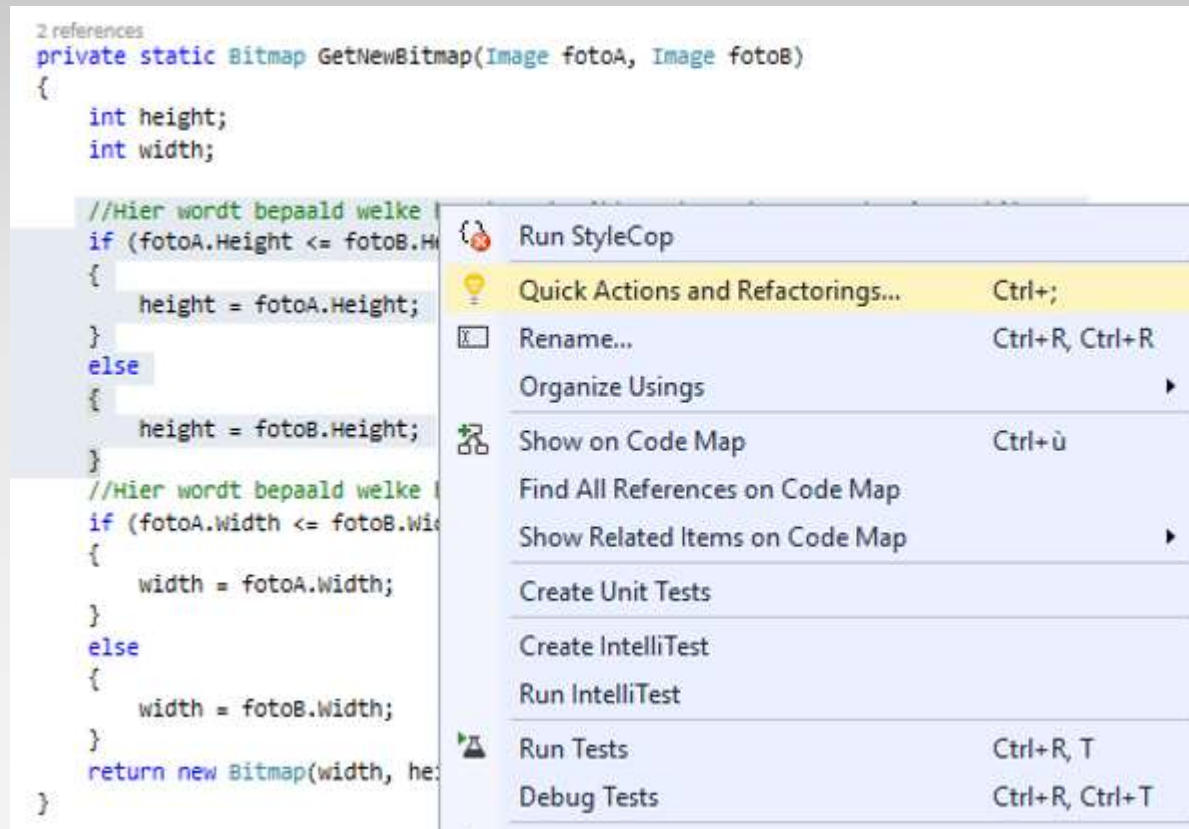 2 references
private static Bitmap GetNewBitmap(Image fotoA, Image fotoB)
{
int height;
int width;
//Hier wordt bepaald welke
if (fotoA.Height <= fotoB.He
{
height = fotoA.Height;
}
else
{
height = fotoB.Height;
}
//Hier wordt bepaald welke
if (fotoA.Width <= fotoB.Wid
{
width = fotoA.Width;
}
else
{
width = fotoB.Width;
}
return new Bitmap(width, hei
}
Run StyleCop
Quick Actions and Refactorings... Ctrl+;
Rename... Ctrl+R, Ctrl+R
Organize Usings
Show on Code Map Ctrl+ù
Find All References on Code Map
Show Related Items on Code Map
Create Unit Tests
Create IntelliTest
Run IntelliTest
Run Tests Ctrl+R, T
Debug Tests Ctrl+R, Ctrl+T